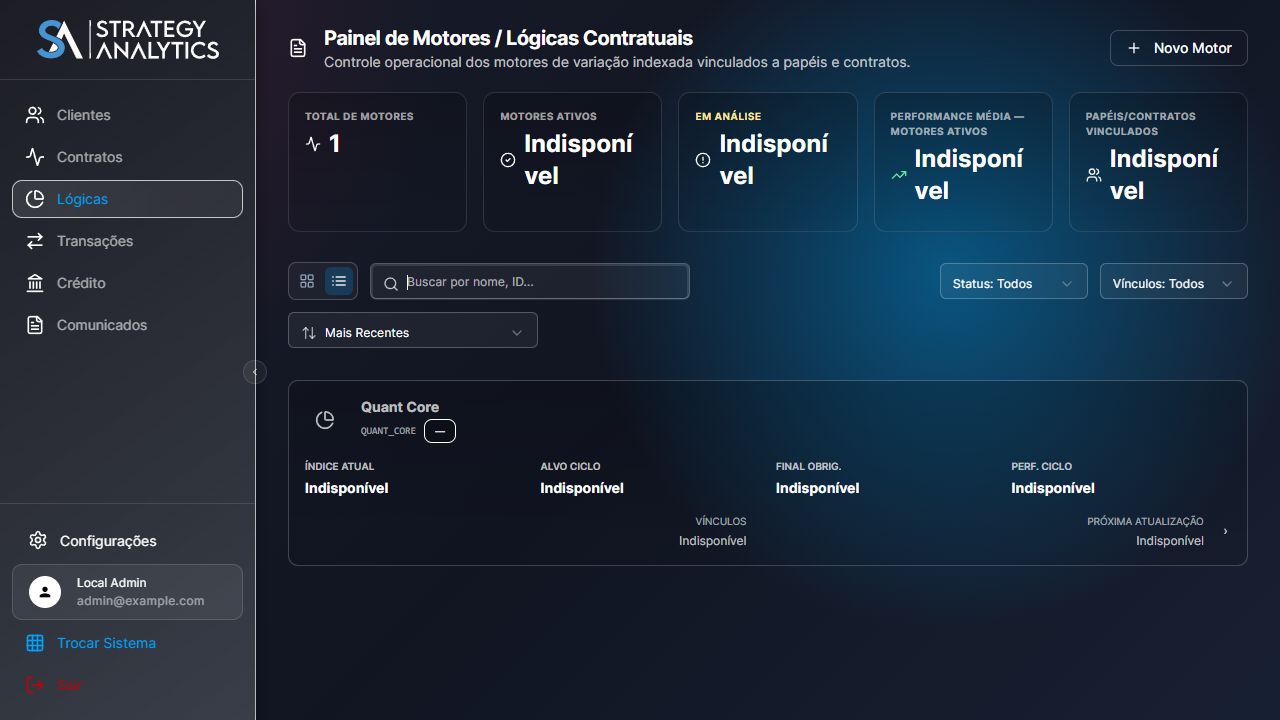 STRATEGY
ANALYTICS
Clientes
Contratos
Lógicas
Transações
Crédito
Comunicados
Configurações
Local Admin
admin@example.com
Trocar Sistema
Sair
Painel de Motores / Lógicas Contratuais
Controle operacional dos motores de variação indexada vinculados a papéis e contratos.
Novo Motor
TOTAL DE MOTORES
1
MOTORES ATIVOS
Indisponí
vel
EM ANÁLISE
Indisponí
vel
PERFORMANCE MÉDIA —
MOTORES ATIVOS
Indisponí
vel
PAPÉIS/CONTRATOS
VINCULADOS
Indisponí
vel
Buscar por nome, ID...
Status: Todos
Vínculos: Todos
Mais Recentes
Quant Core
QUANT_CORE
—
ÍNDICE ATUAL
Indisponível
ALVO CICLO
Indisponível
FINAL OBRIG.
Indisponível
PERF. CICLO
Indisponível
VÍNCULOS
Indisponível
PRÓXIMA ATUALIZAÇÃO
Indisponível